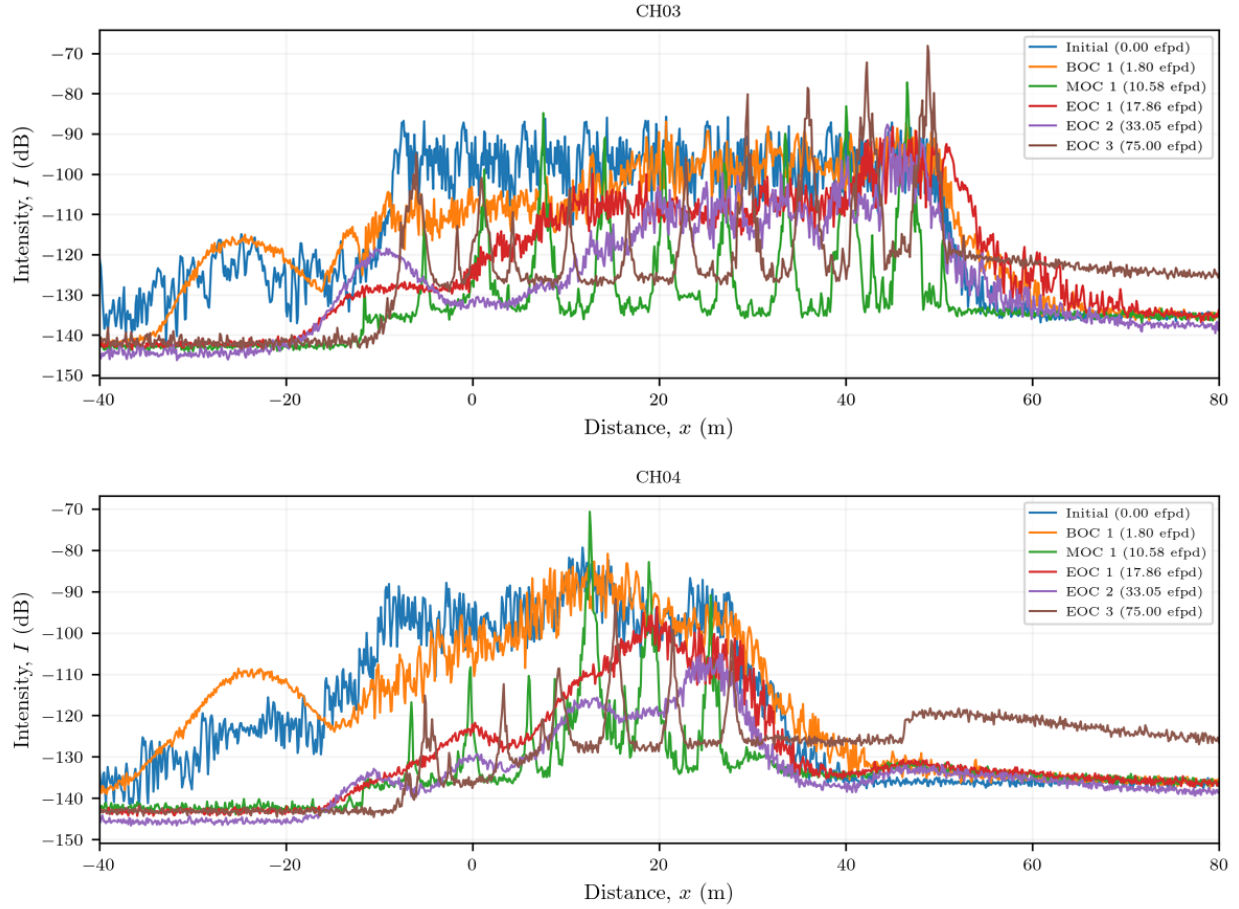 CH03
Intensity, I (dB)
−70
−80
−90
−100
−110
−120
−130
−140
−150
Initial (0.00 efpd)
BOC 1 (1.80 efpd)
MOC 1 (10.58 efpd)
EOC 1 (17.86 efpd)
EOC 2 (33.05 efpd)
EOC 3 (75.00 efpd)
−40 −20 0 20 40 60 80
Distance, x (m)
CH04
Intensity, I (dB)
−70
−80
−90
−100
−110
−120
−130
−140
−150
Initial (0.00 efpd)
BOC 1 (1.80 efpd)
MOC 1 (10.58 efpd)
EOC 1 (17.86 efpd)
EOC 2 (33.05 efpd)
EOC 3 (75.00 efpd)
−40 −20 0 20 40 60 80
Distance, x (m)